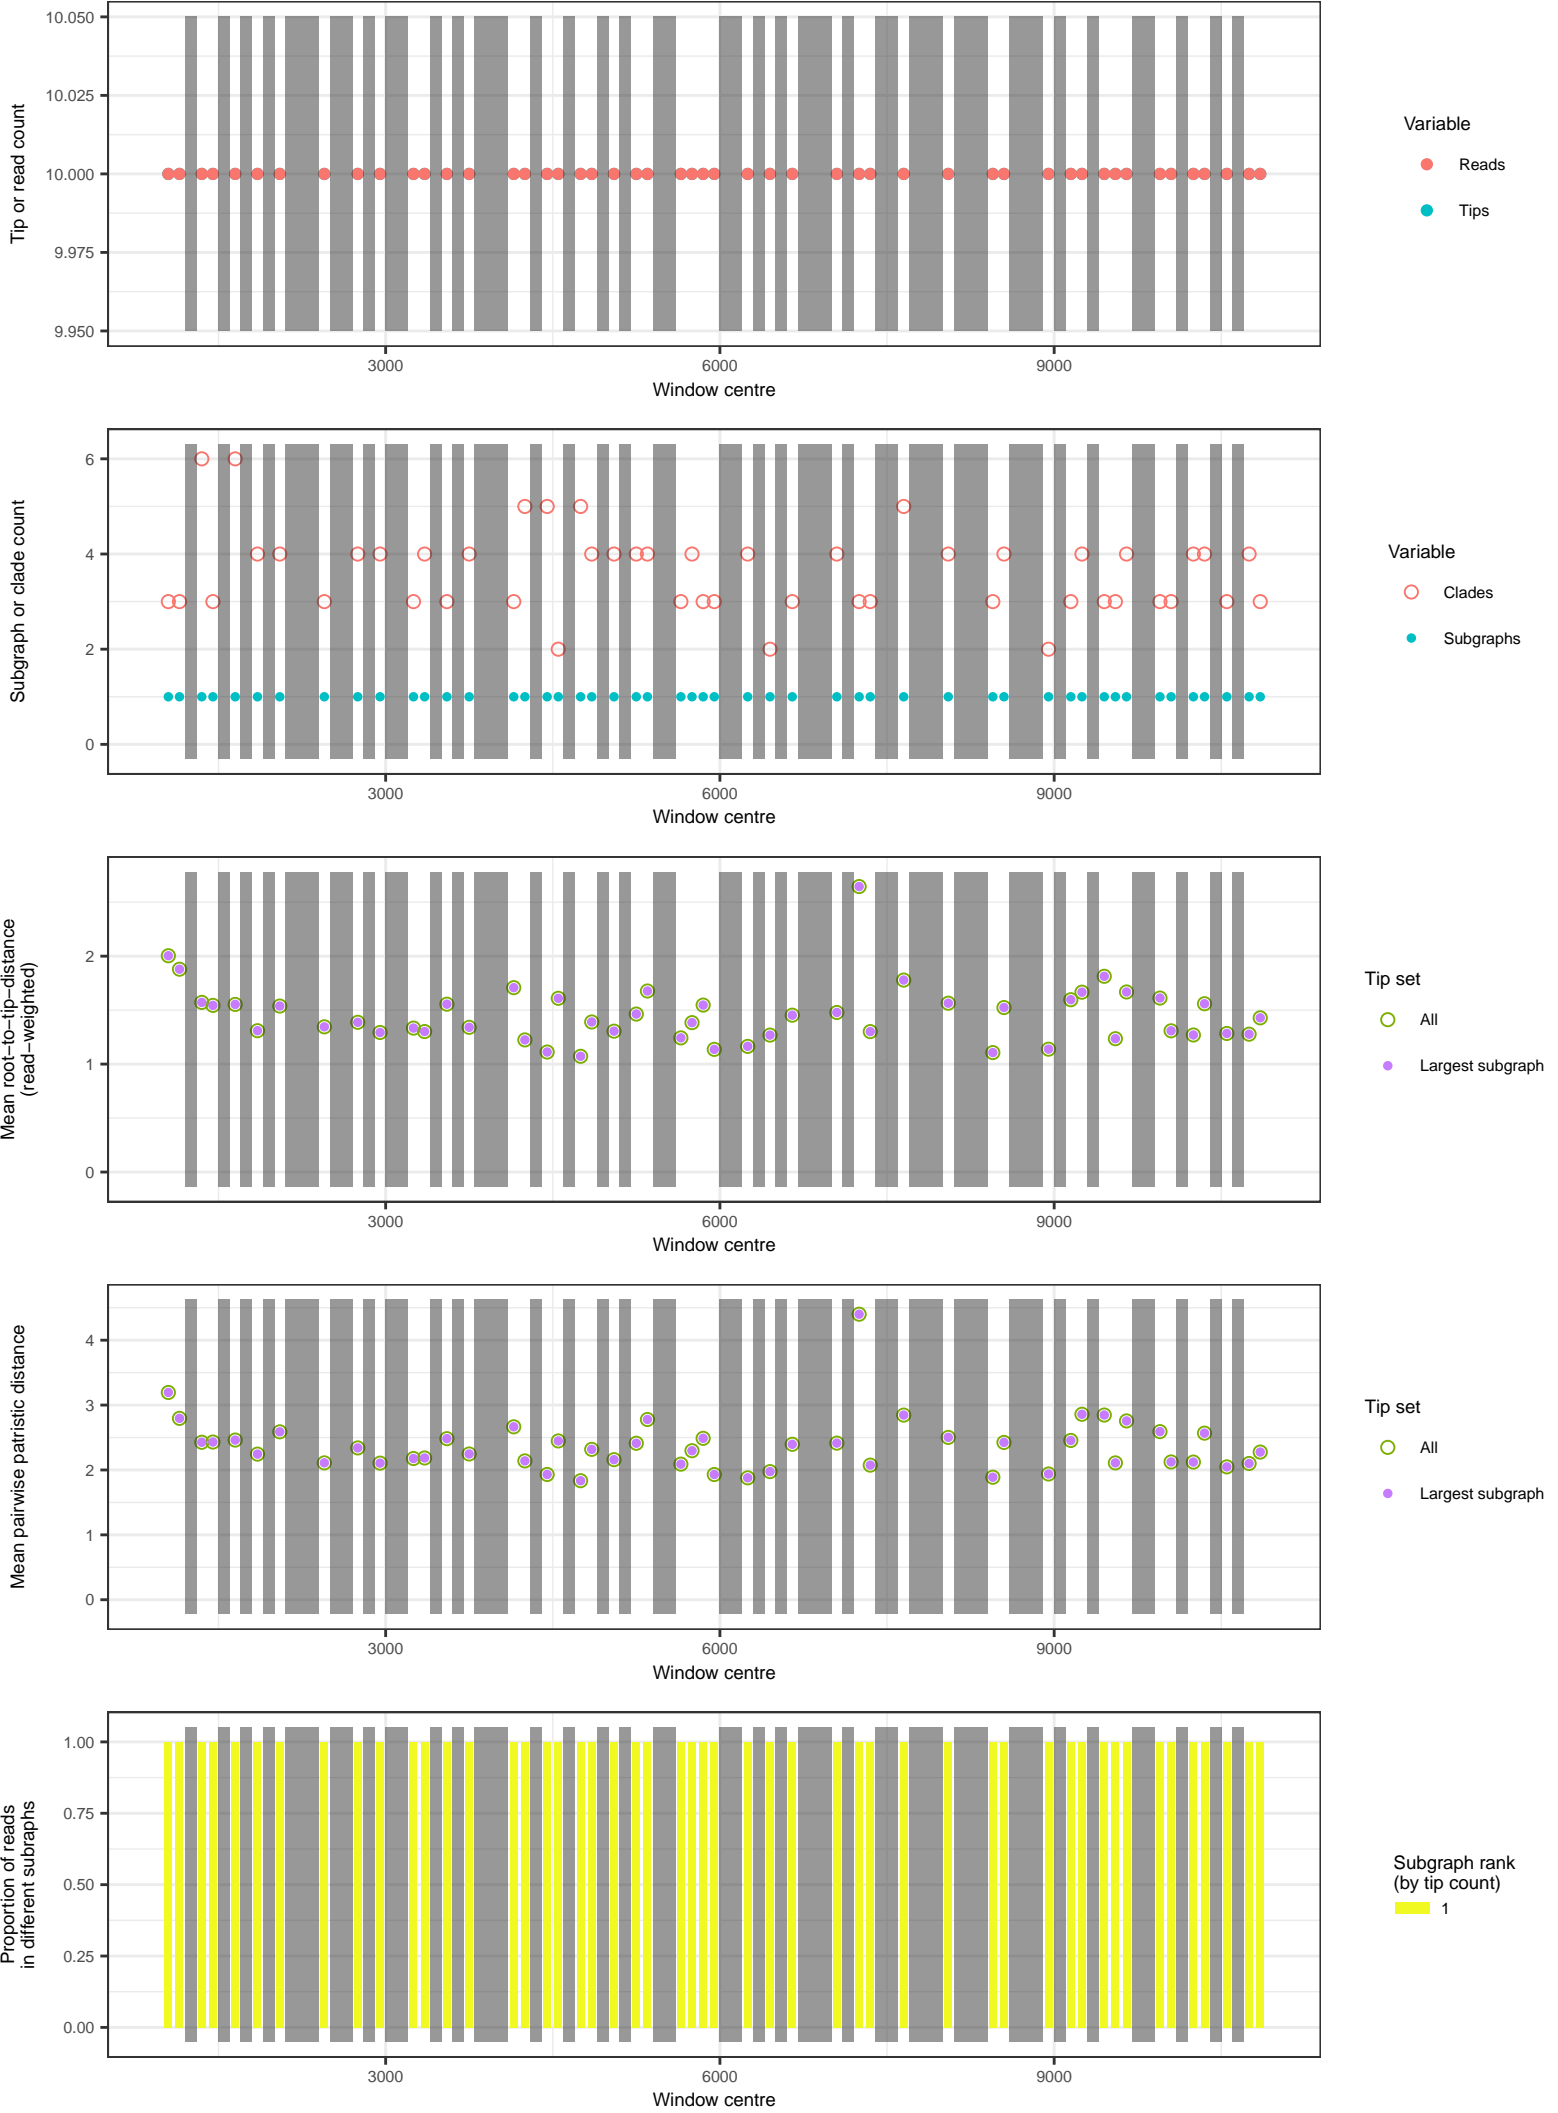 10.050
10.025
10.000
9.975
9.950
Tip or read count
3000
6000
9000
Window centre
Variable
Reads
Tips
6
4
2
0
Subgraph or clade count
3000
6000
9000
Window centre
Variable
Clades
Subgraphs
2
1
0
Mean root−to−tip−distance
(read−weighted)
3000
6000
9000
Window centre
Tip set
All
Largest subgraph
4
3
2
1
0
Mean pairwise patristic distance
3000
6000
9000
Window centre
Tip set
All
Largest subgraph
1.00
0.75
0.50
0.25
0.00
Proportion of reads
in different subraphs
3000
6000
9000
Window centre
Subgraph rank
(by tip count)
1